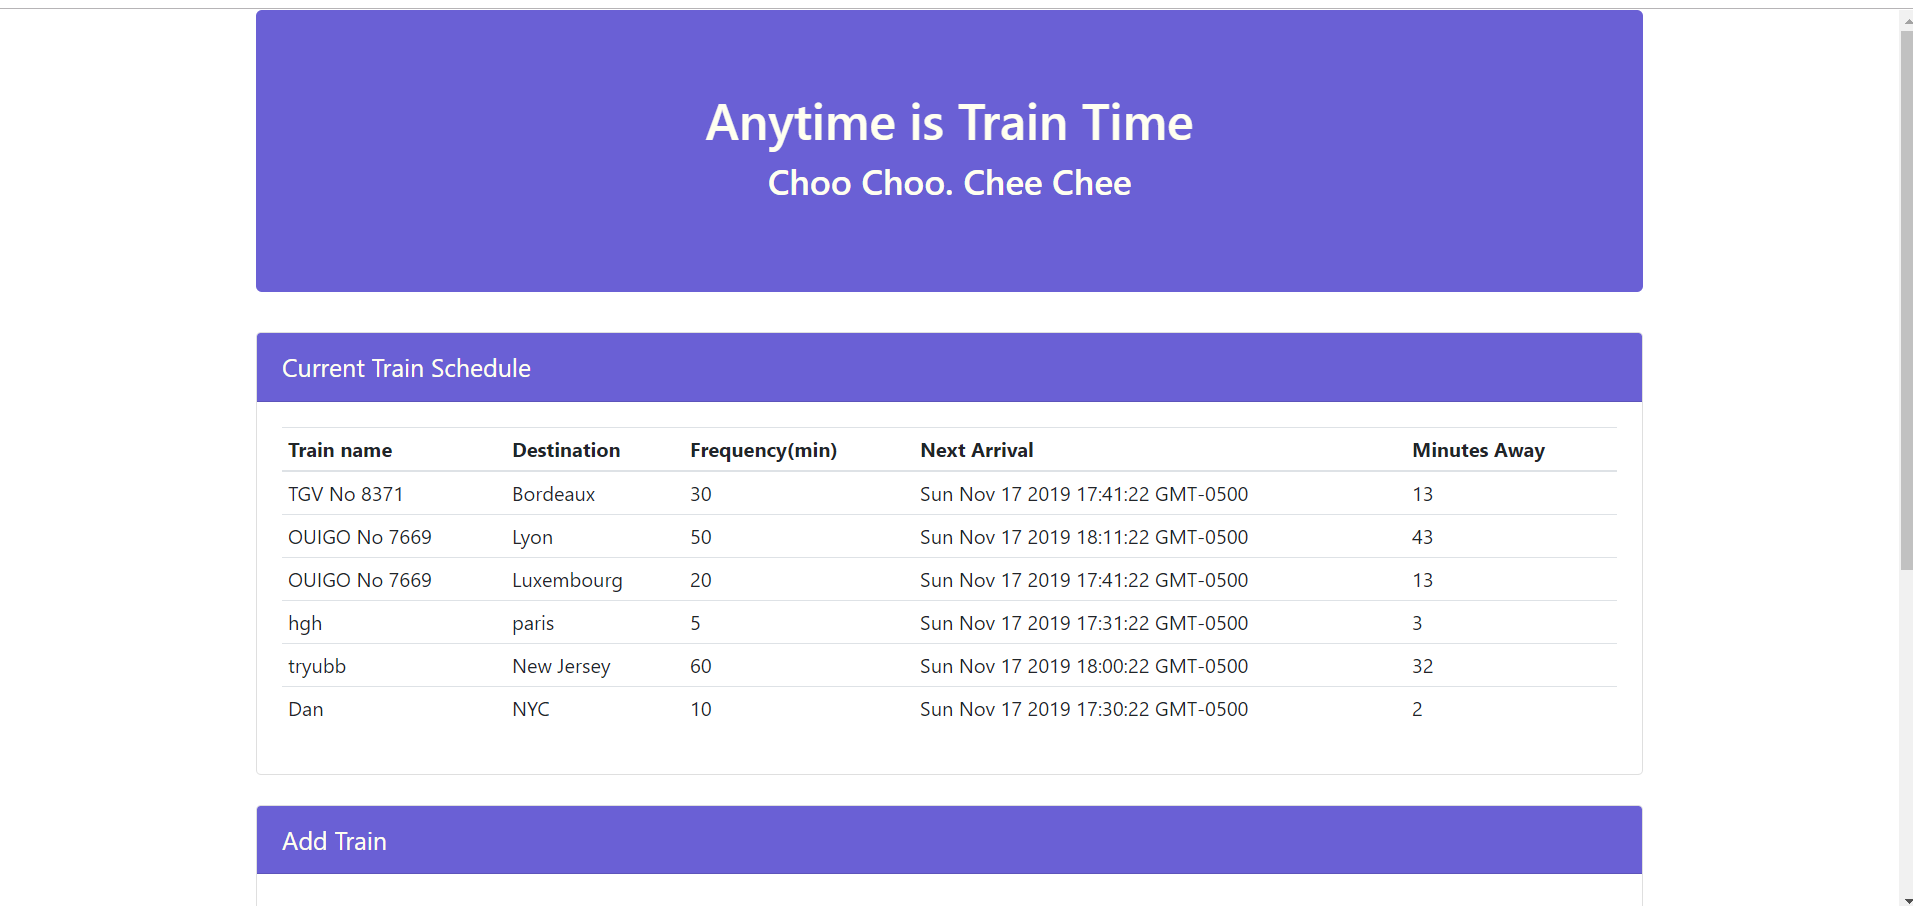 Anytime is Train Time
Choo Choo. Chee Chee
Current Train Schedule
Train name Destination Frequency(min) Next Arrival Minutes Away
TGV No 8371 Bordeaux 30 Sun Nov 17 2019 17:41:22 GMT-0500 13
OUIGO No 7669 Lyon 50 Sun Nov 17 2019 18:11:22 GMT-0500 43
OUIGO No 7669 Luxembourg 20 Sun Nov 17 2019 17:41:22 GMT-0500 13
hgh paris 5 Sun Nov 17 2019 17:31:22 GMT-0500 3
tryubb New Jersey 60 Sun Nov 17 2019 18:00:22 GMT-0500 32
Dan NYC 10 Sun Nov 17 2019 17:30:22 GMT-0500 2
Add Train